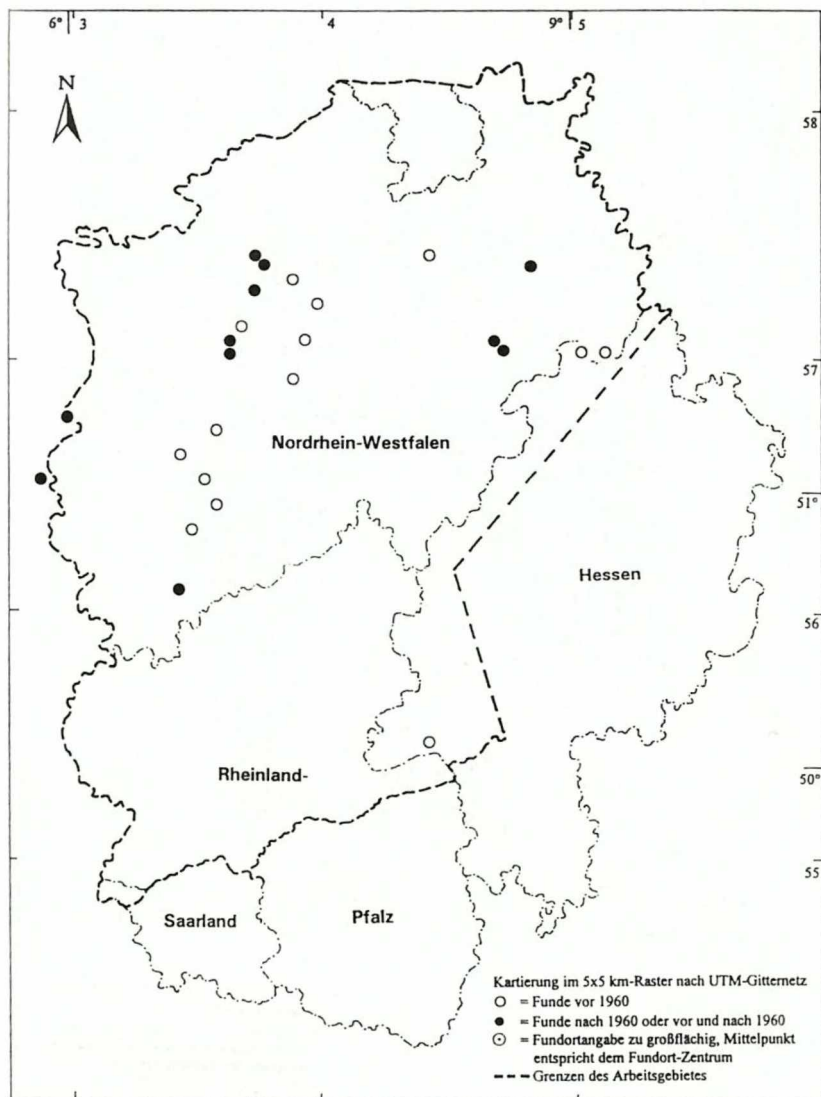 6° 3 4 9° 5
N
58
57
Nordrhein-Westfalen
51°
Hessen
56
Rheinland-
50°
55
Saarland
Pfalz
Kartierung im 5x5 km-Raster nach UTM-Gitternetz
= Funde vor 1960
= Funde nach 1960 oder vor und nach 1960
= Fundortangabe zu großflächig, Mittelpunkt
entspricht dem Fundort-Zentrum
Grenzen des Arbeitsgebietes